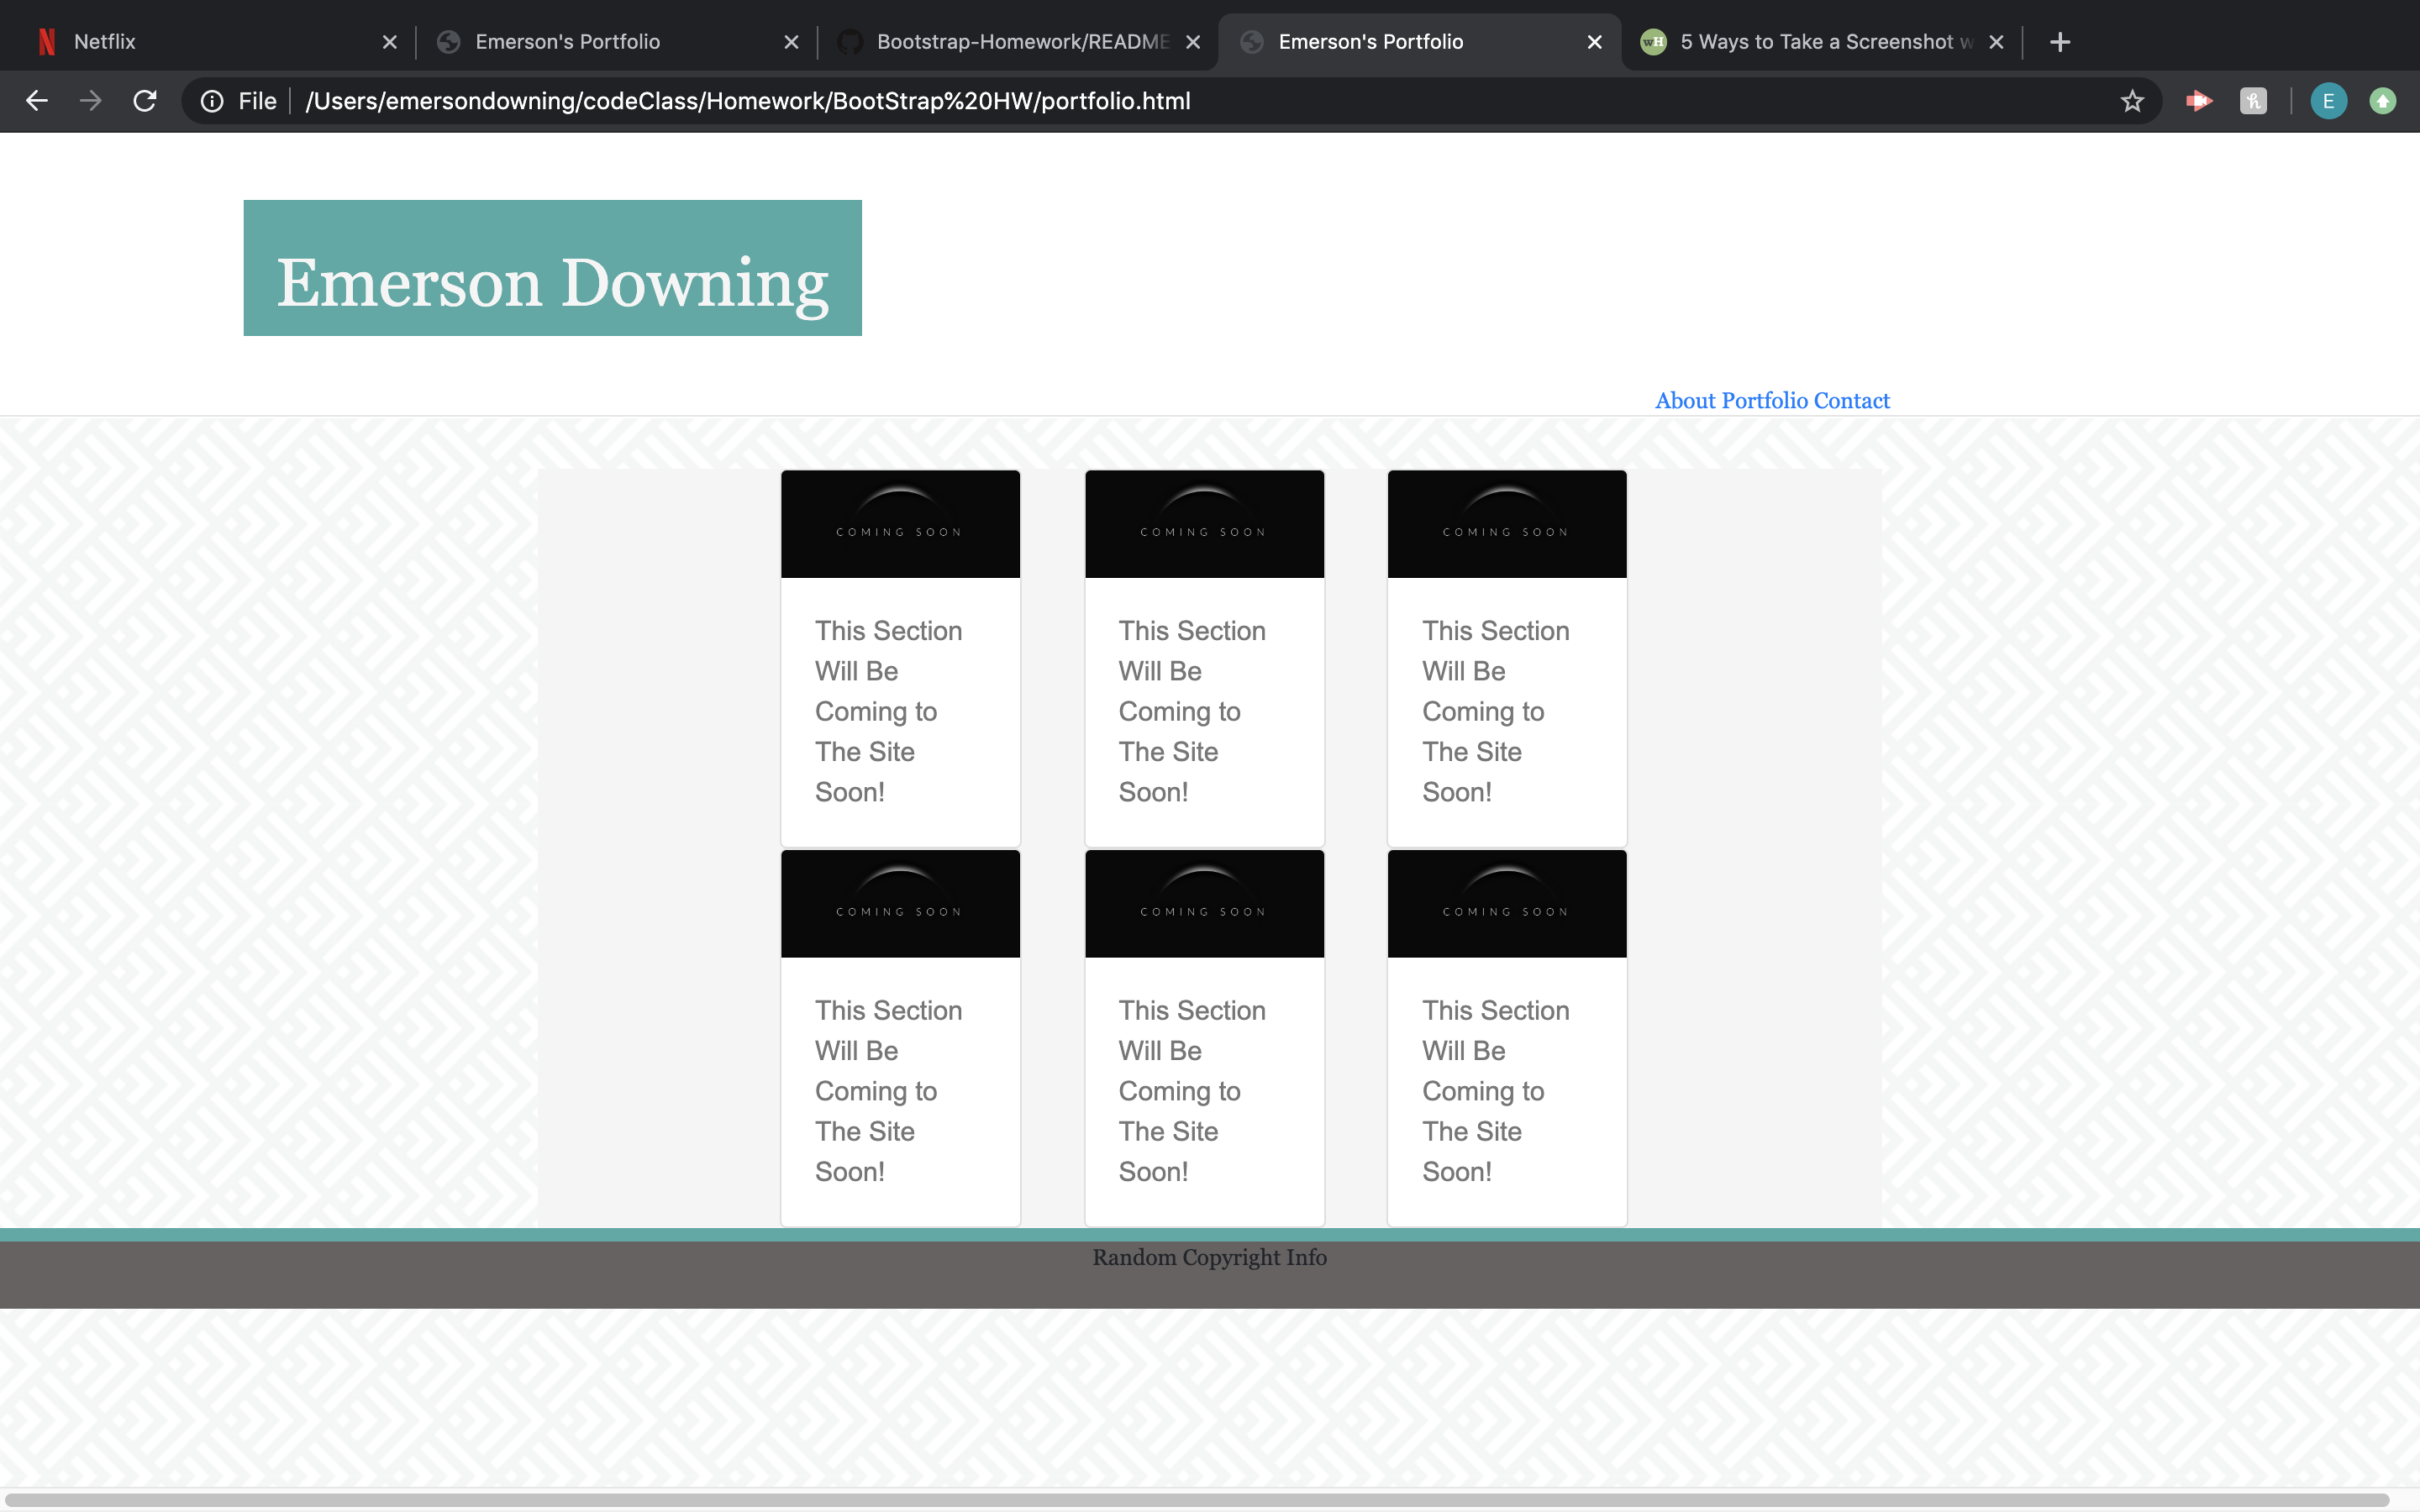 Netflix
Emerson's Portfolio
Bootstrap-Homework/README
Emerson's Portfolio
5 Ways to Take a Screenshot w
File /Users/emersondowning/codeClass/Homework/BootStrap%20HW/portfolio.html
E
Emerson Downing
About Portfolio Contact
COMING SOON
This Section
Will Be
Coming to
The Site
Soon!
COMING SOON
This Section
Will Be
Coming to
The Site
Soon!
COMING SOON
This Section
Will Be
Coming to
The Site
Soon!
COMING SOON
This Section
Will Be
Coming to
The Site
Soon!
COMING SOON
This Section
Will Be
Coming to
The Site
Soon!
COMING SOON
This Section
Will Be
Coming to
The Site
Soon!
Random Copyright Info